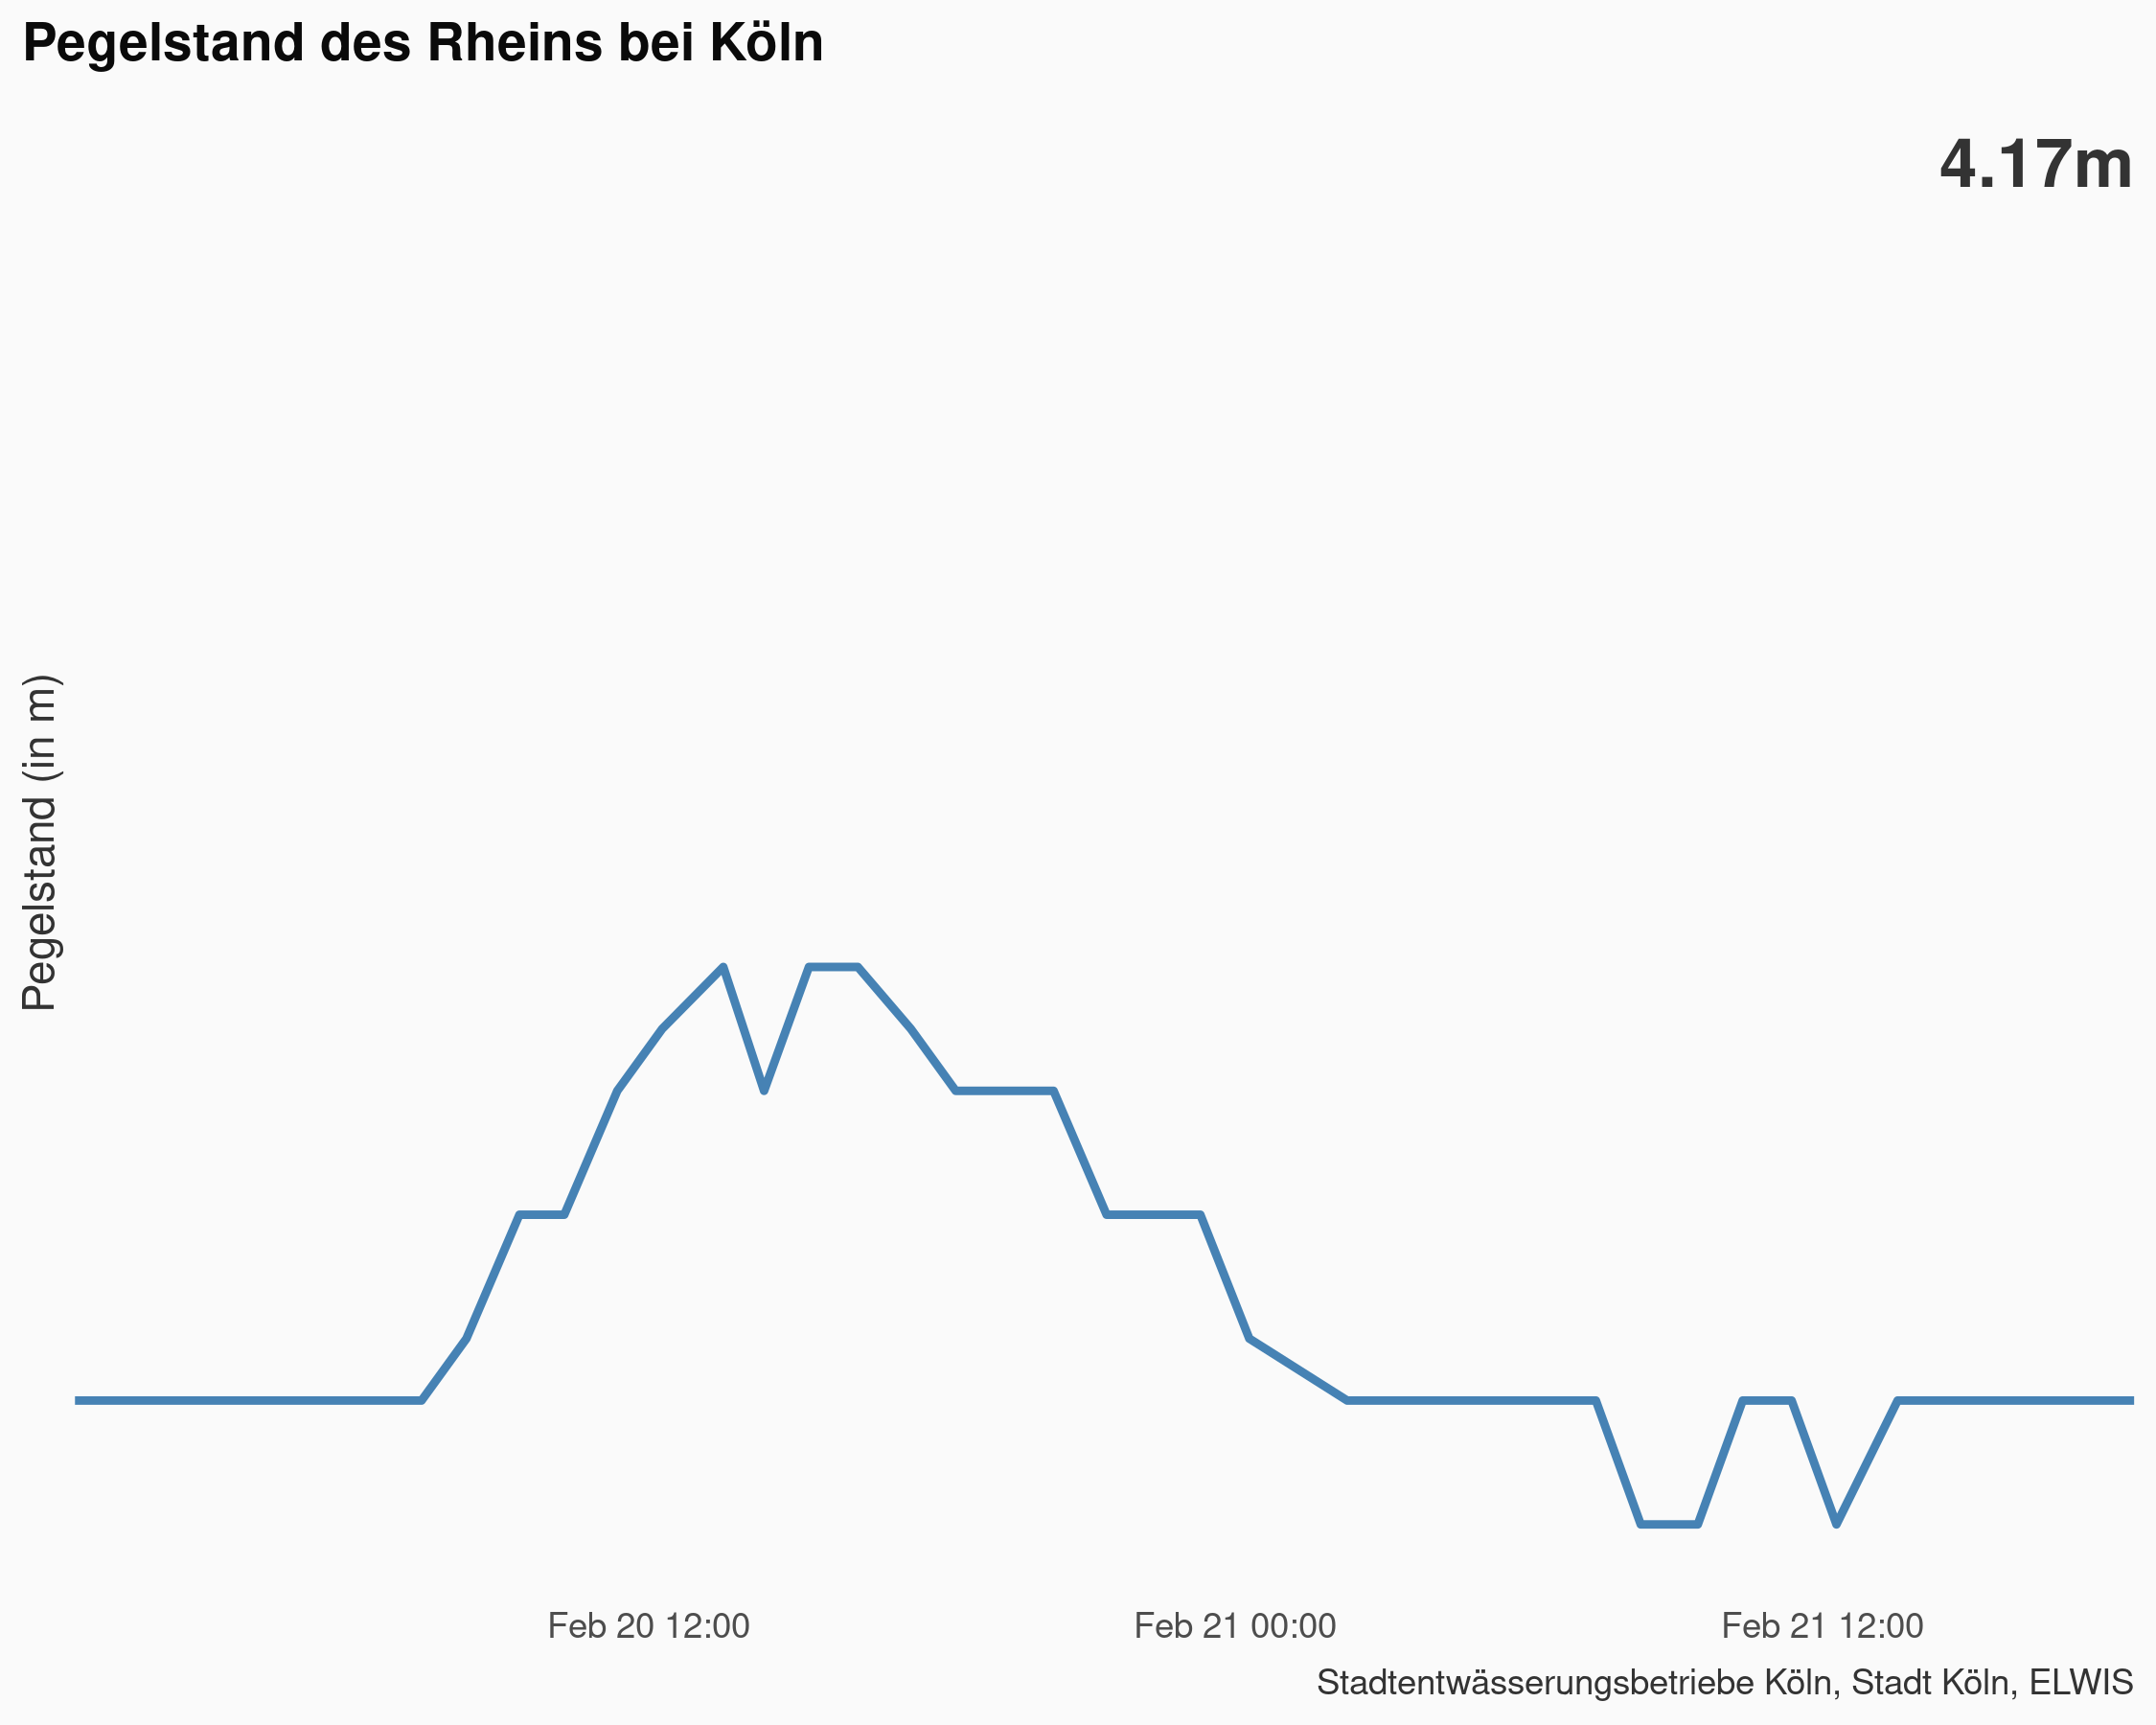 Pegelstand des Rheins bei Köln
4.17m
Pegelstand (in m)
Feb 20 12:00
Feb 21 00:00
Feb 21 12:00
Stadtentwässerungsbetriebe Köln, Stadt Köln, ELWIS